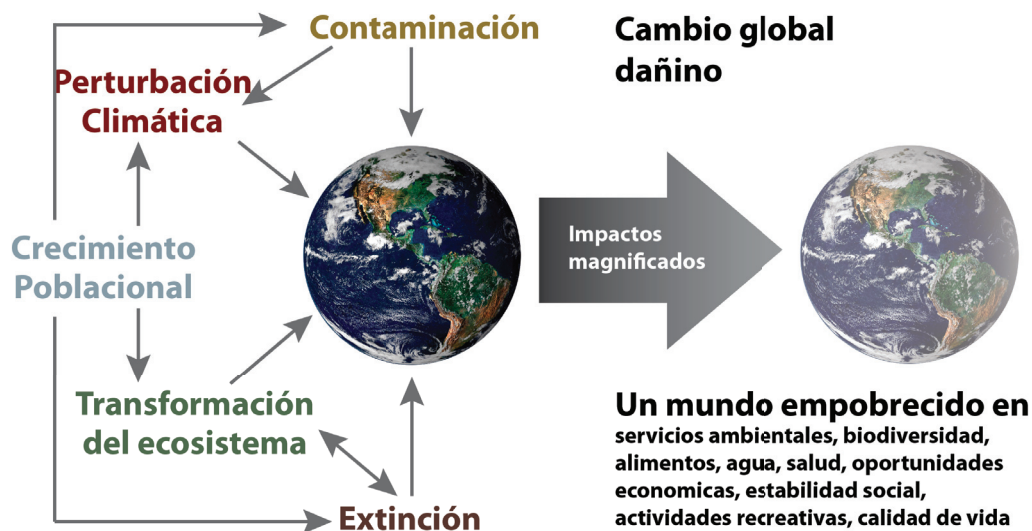 Contaminación
Perturbación
Climática
Crecimiento
Poblacional
Transformación
del ecosistema
Extinción
Impactos
magnificados
Cambio global
dañino
Un mundo empobrecido en
servicios ambientales, biodiversidad,
alimentos, agua, salud, oportunidades
economicas, estabilidad social,
actividades recreativas, calidad de vida